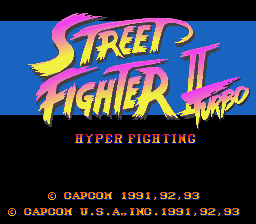 STREET
FIGHTER II
TURBO
HYPER FIGHTING
© CAPCOM 1991,92,93
© CAPCOM U.S.A.,INC.1991,92,93